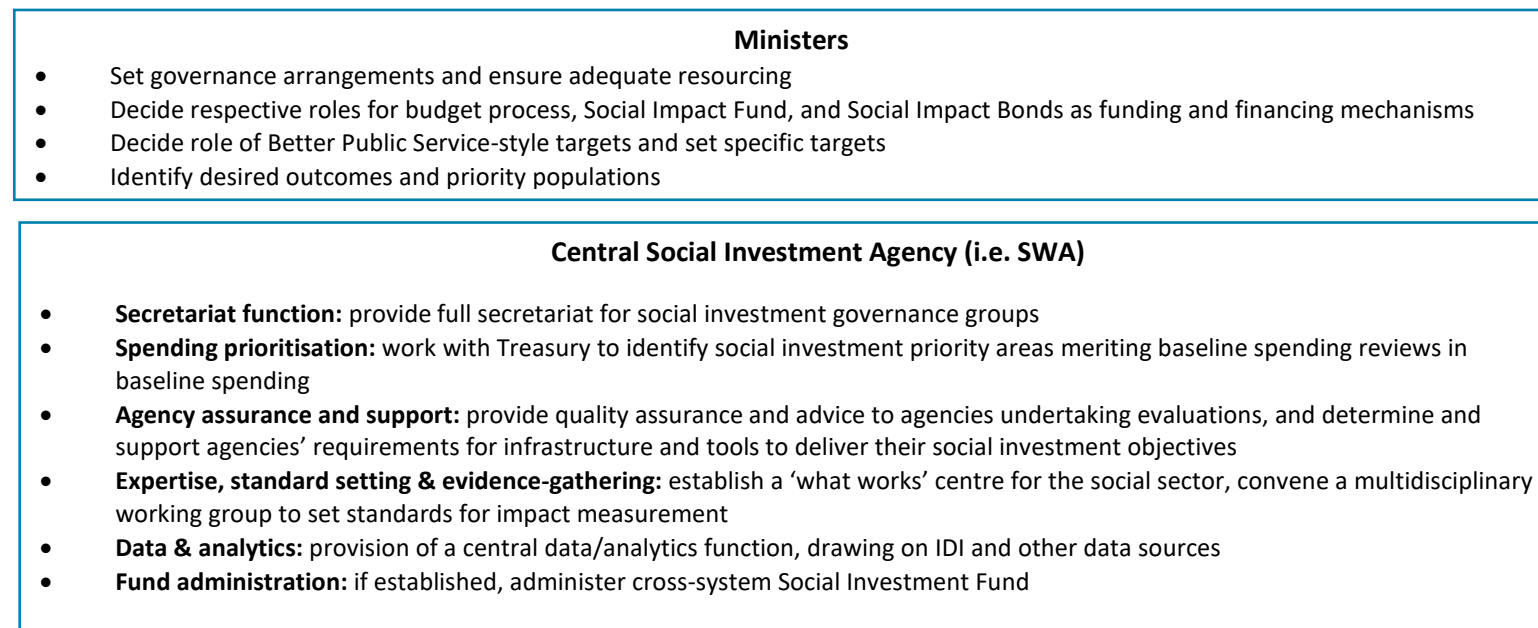 Ministers
• Set governance arrangements and ensure adequate resourcing
• Decide respective roles for budget process, Social Impact Fund, and Social Impact Bonds as funding and financing mechanisms
• Decide role of Better Public Service-style targets and set specific targets
• Identify desired outcomes and priority populations
Central Social Investment Agency (i.e. SWA)
• Secretariat function: provide full secretariat for social investment governance groups
• Spending prioritisation: work with Treasury to identify social investment priority areas meriting baseline spending reviews in
baseline spending
• Agency assurance and support: provide quality assurance and advice to agencies undertaking evaluations, and determine and
support agencies’ requirements for infrastructure and tools to deliver their social investment objectives
• Expertise, standard setting & evidence-gathering: establish a ‘what works’ centre for the social sector, convene a multidisciplinary
working group to set standards for impact measurement
• Data & analytics: provision of a central data/analytics function, drawing on IDI and other data sources
• Fund administration: if established, administer cross-system Social Investment Fund